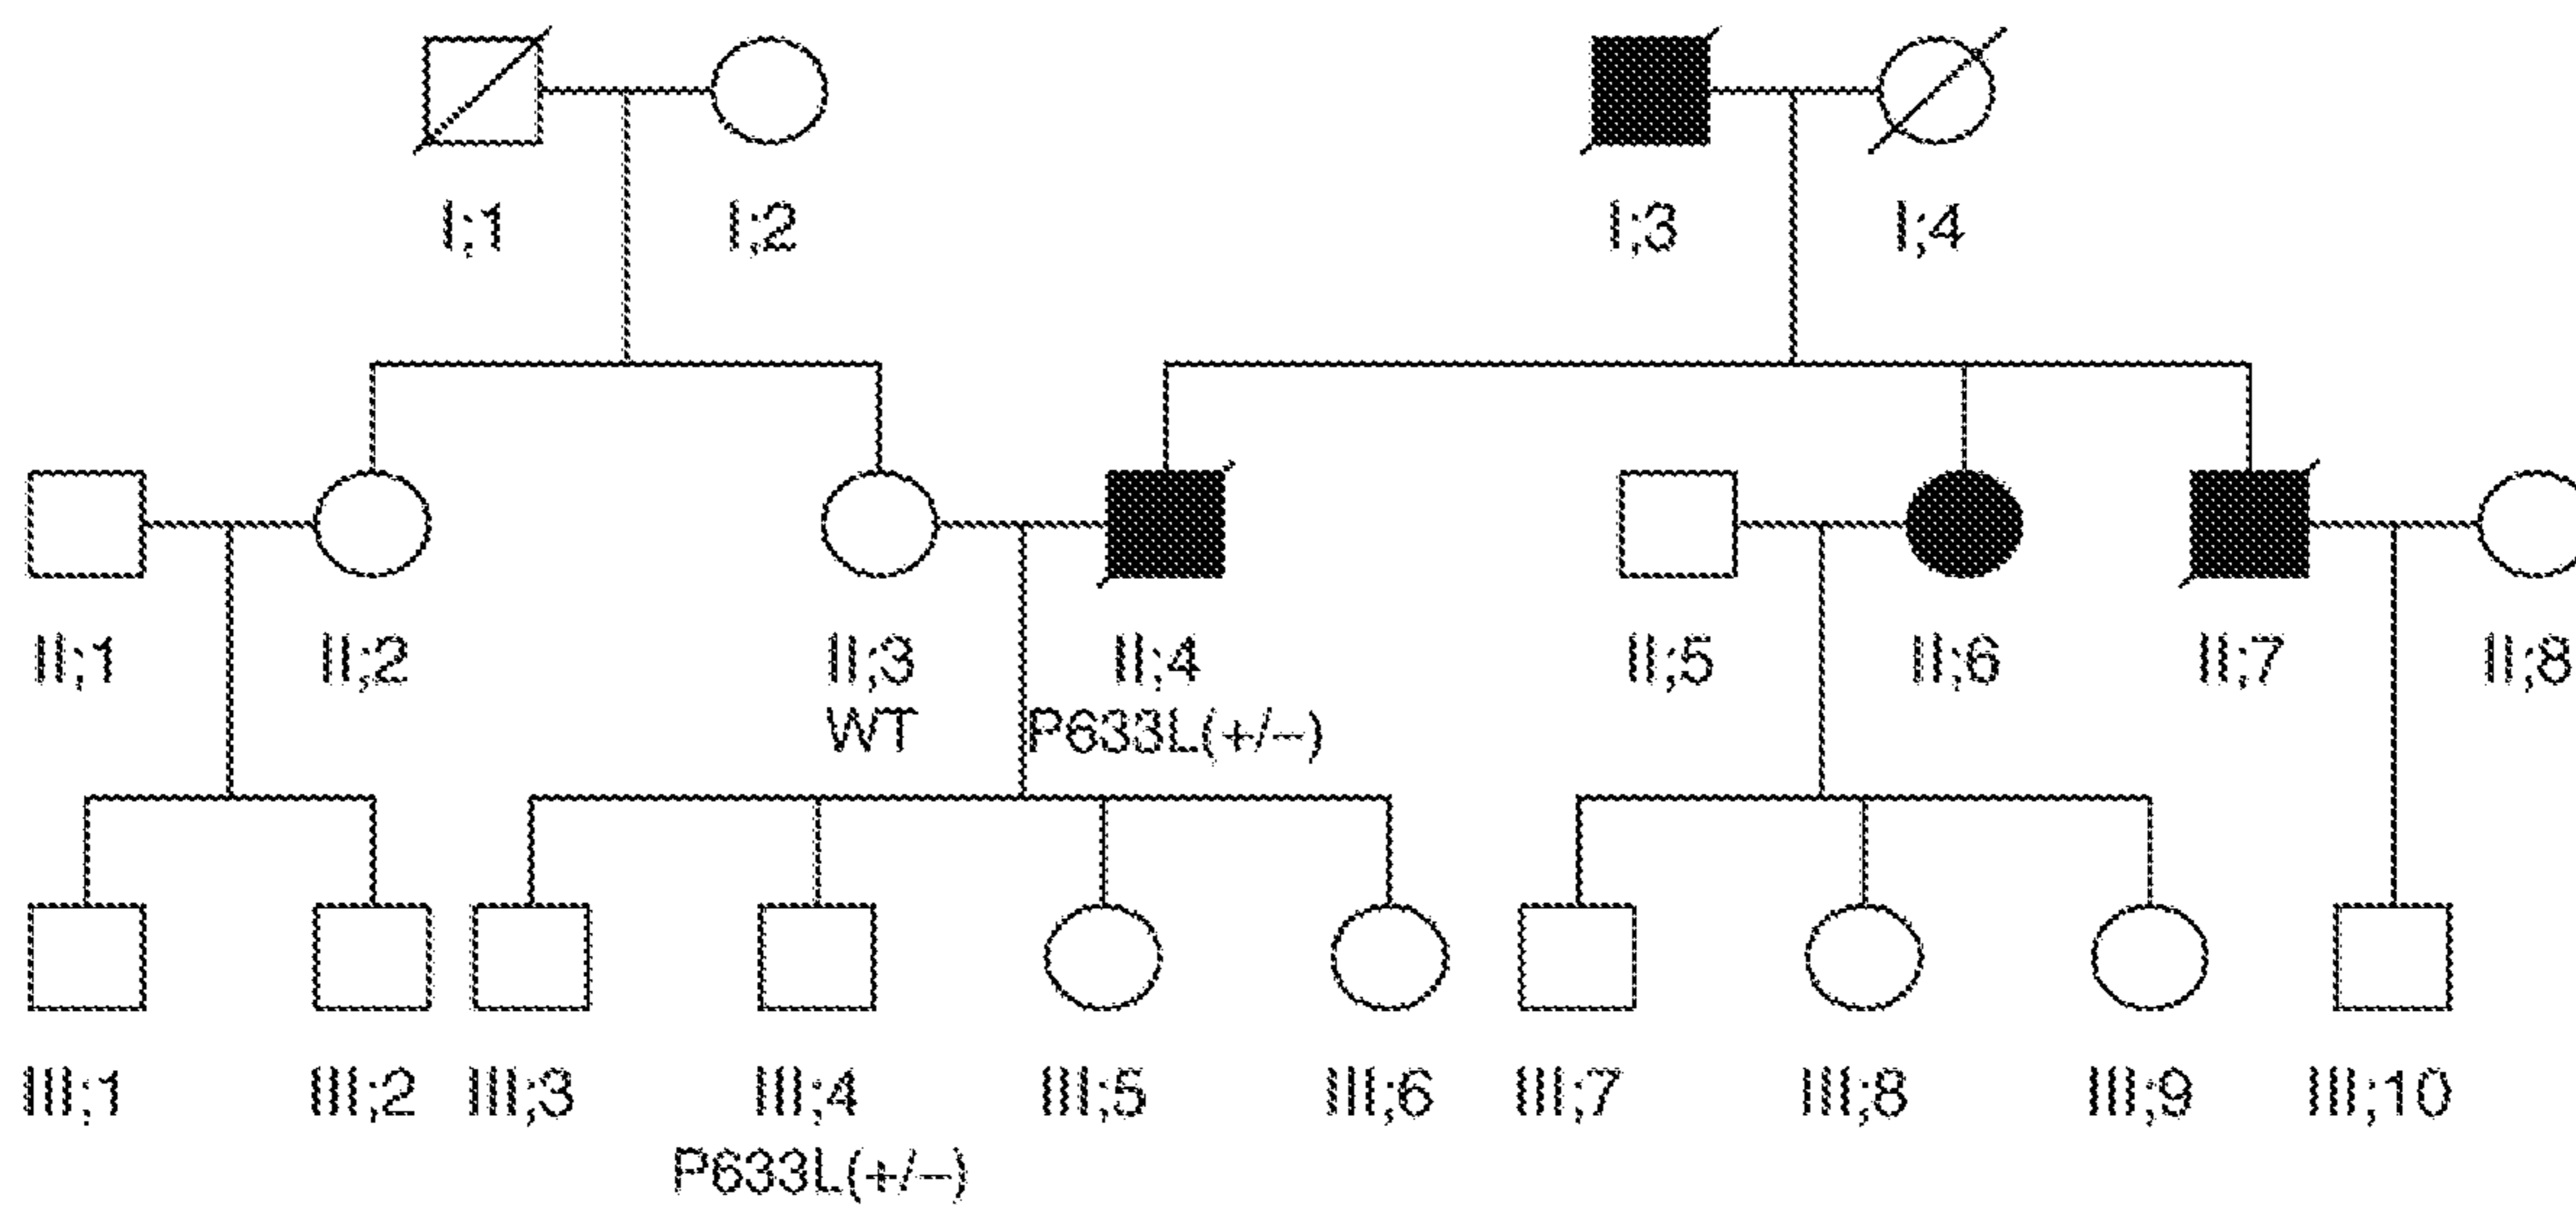 I;1 I;2 I;3 I;4
II;1 II;2 II;3 II;4 II;5 II;6 II;7 II;8
WT P633L(+/−)
III;1 III;2 III;3 III;4 III;5 III;6 III;7 III;8 III;9 III;10
P633L(+/−)